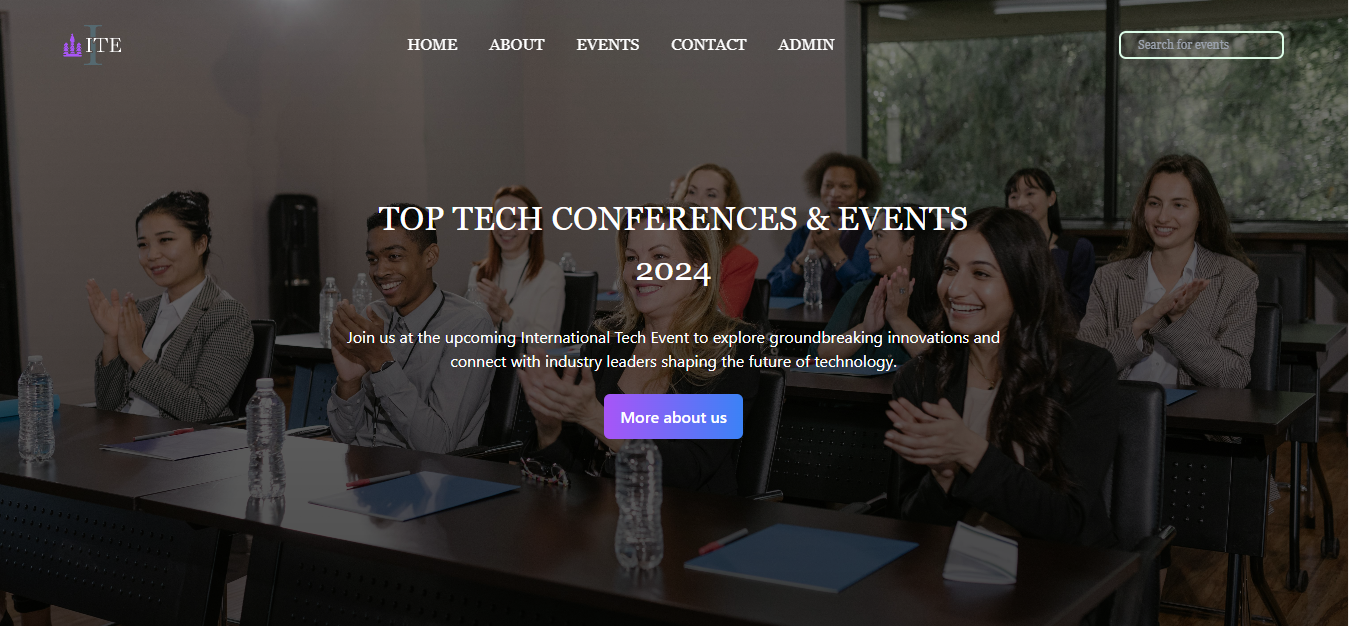 ITE
HOME ABOUT EVENTS CONTACT ADMIN
Search for events
TOP TECH CONFERENCES & EVENTS
2024
Join us at the upcoming International Tech Event to explore groundbreaking innovations and
connect with industry leaders shaping the future of technology.
More about us